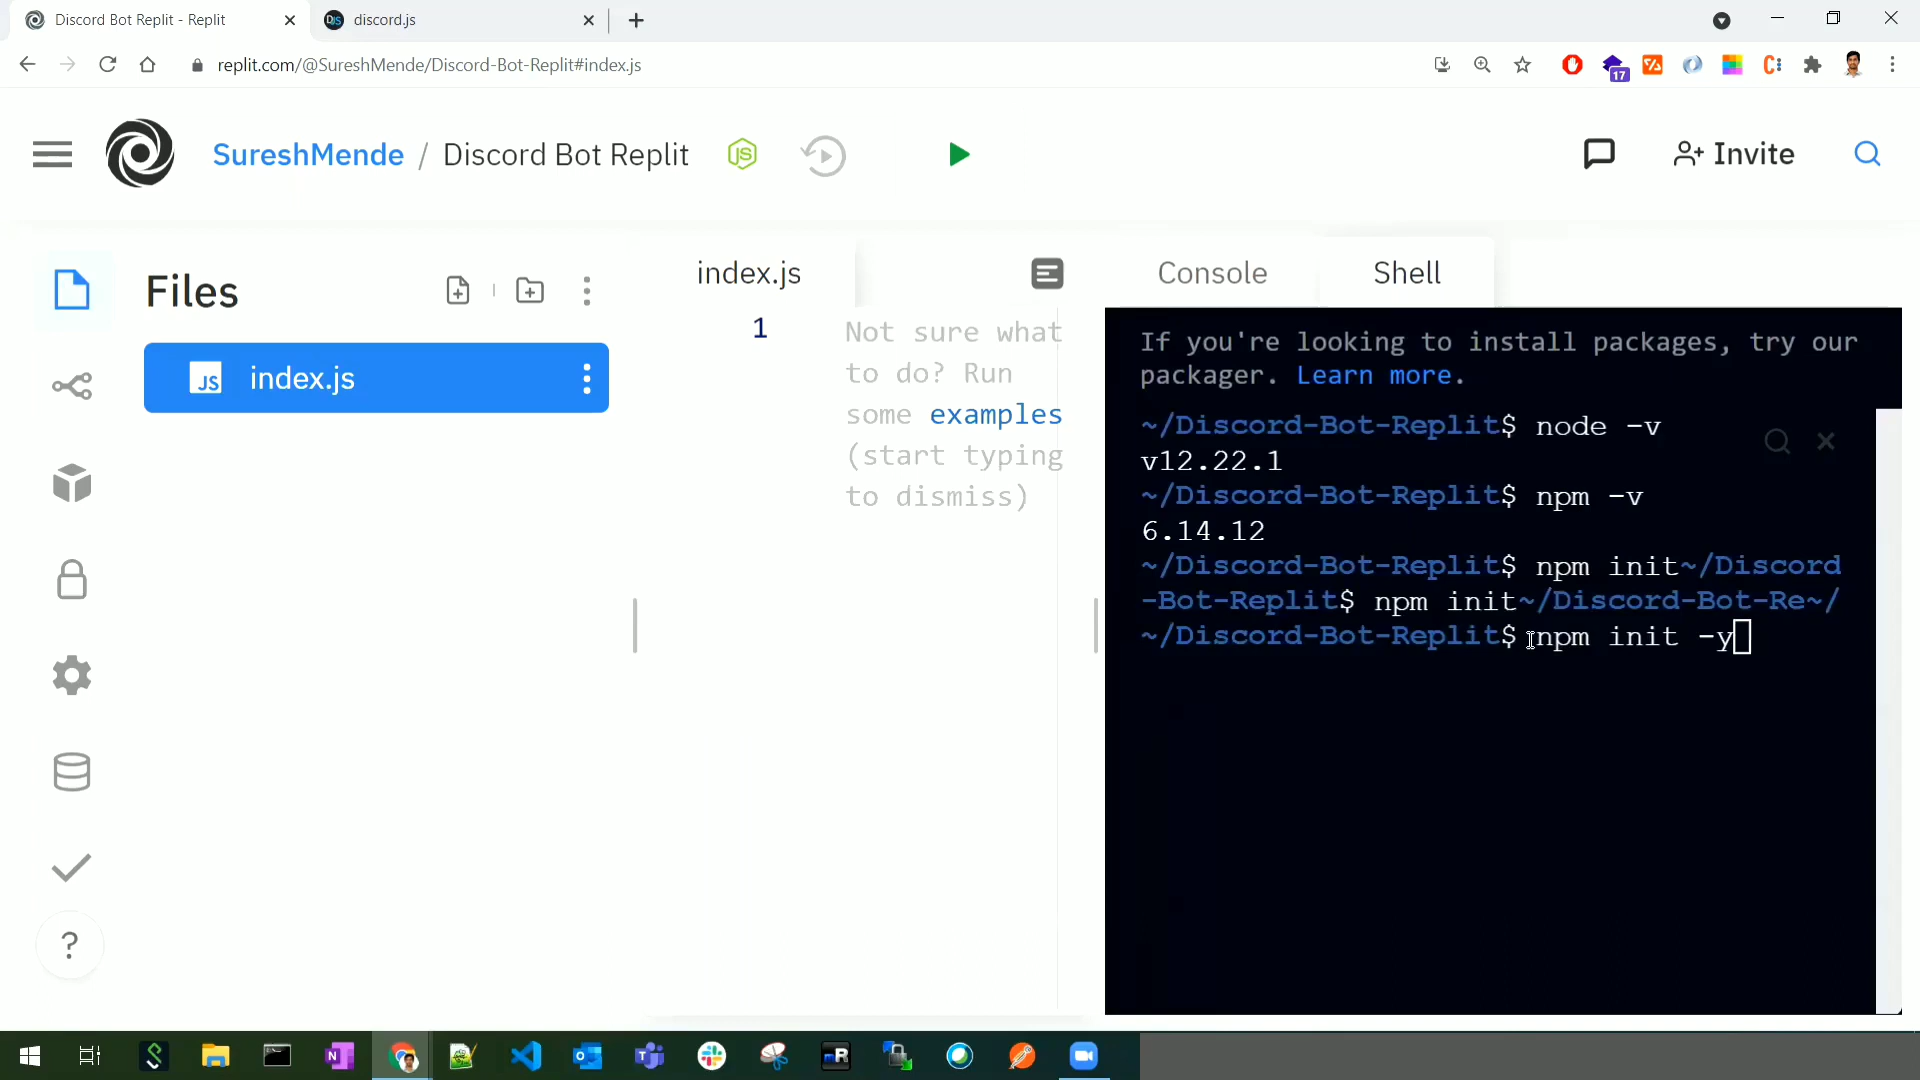 Discord Bot Replit - Replit
discord.js
replit.com/@SureshMende/Discord-Bot-Replit#index.js
17
SureshMende / Discord Bot Replit
JS
Invite
Files
index.js
Console
Shell
JS index.js
1
Not sure what
to do? Run
some examples
(start typing
to dismiss)
If you're looking to install packages, try our
packager. Learn more.
~/Discord-Bot-Replit$ node -v
v12.22.1
~/Discord-Bot-Replit$ npm -v
6.14.12
~/Discord-Bot-Replit$ npm init~/Discord
-Bot-Replit$ npm init~/Discord-Bot-Re~/
~/Discord-Bot-Replit$ npm init -y
?